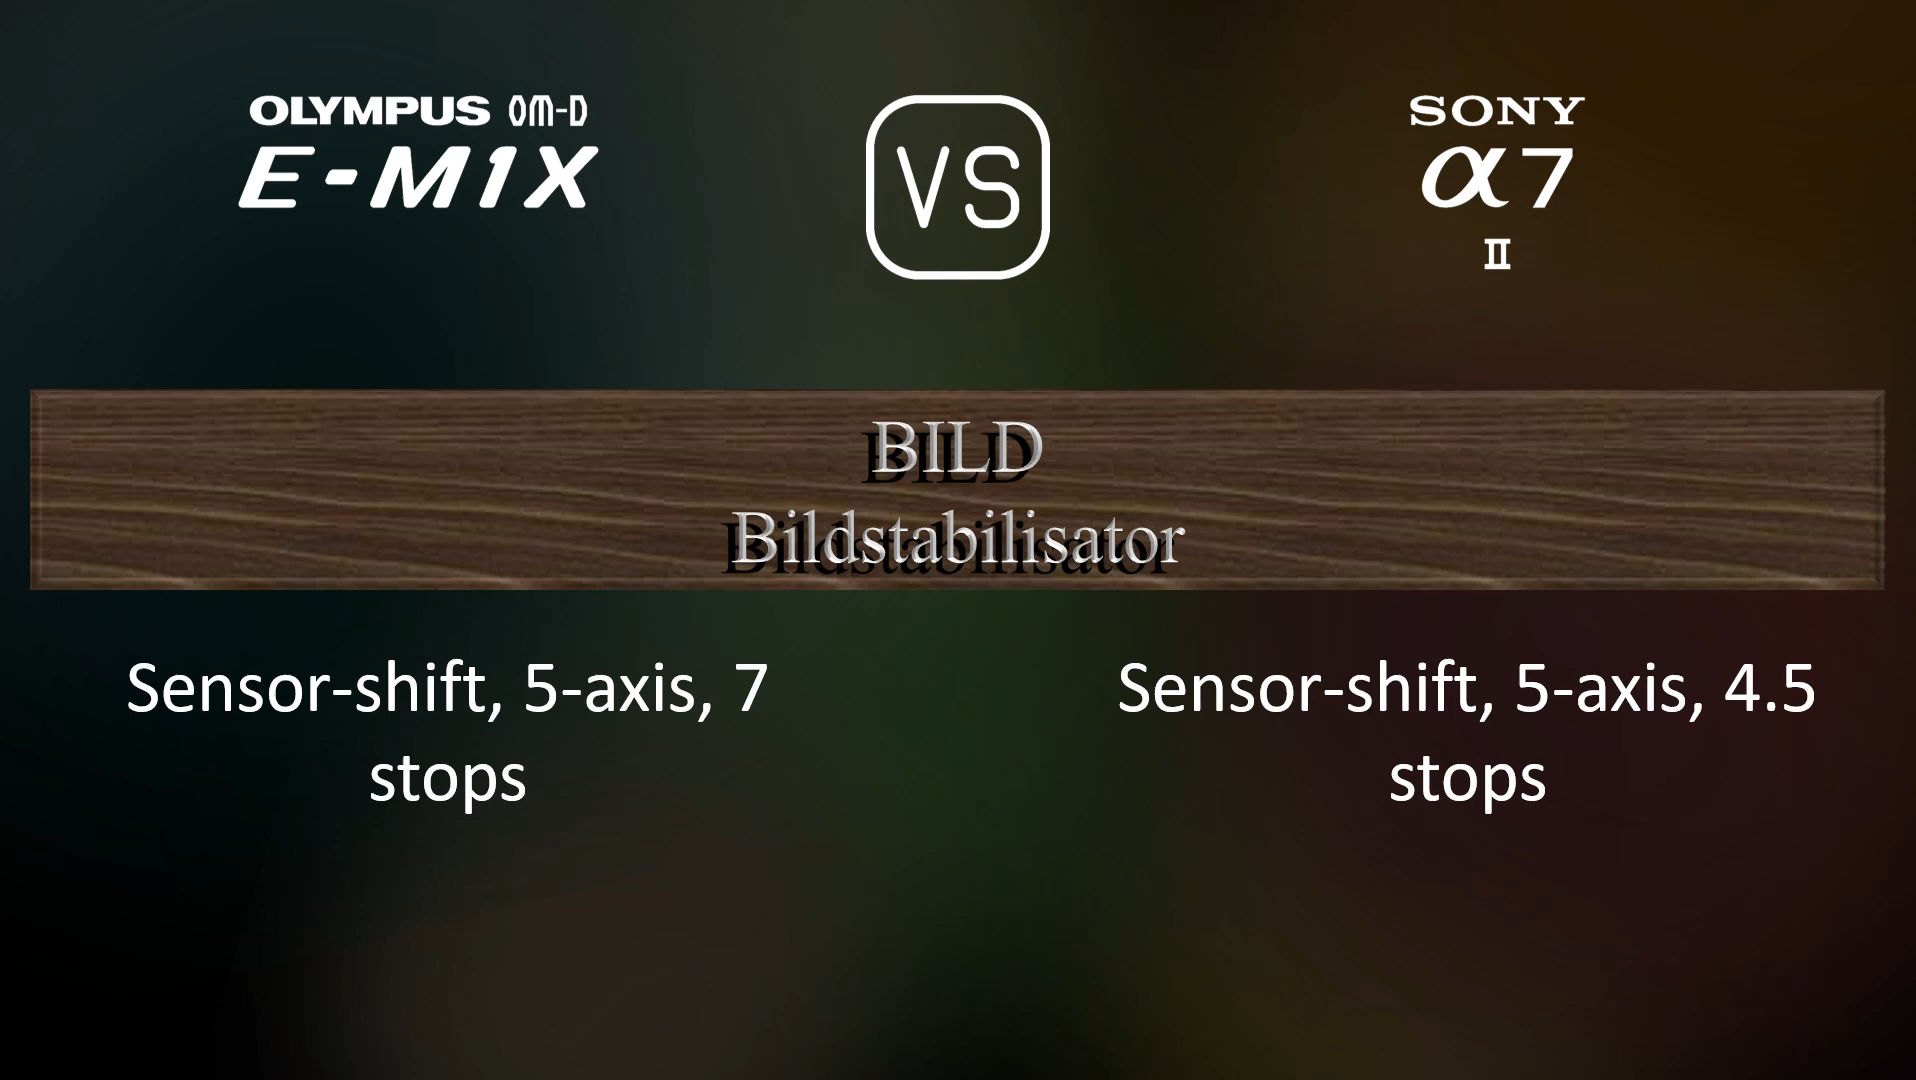 OLYMPUS OM-D
E-M1X
VS
SONY
α7
II
BILD
Bildstabilisator
Sensor-shift, 5-axis, 7
stops
Sensor-shift, 5-axis, 4.5
stops